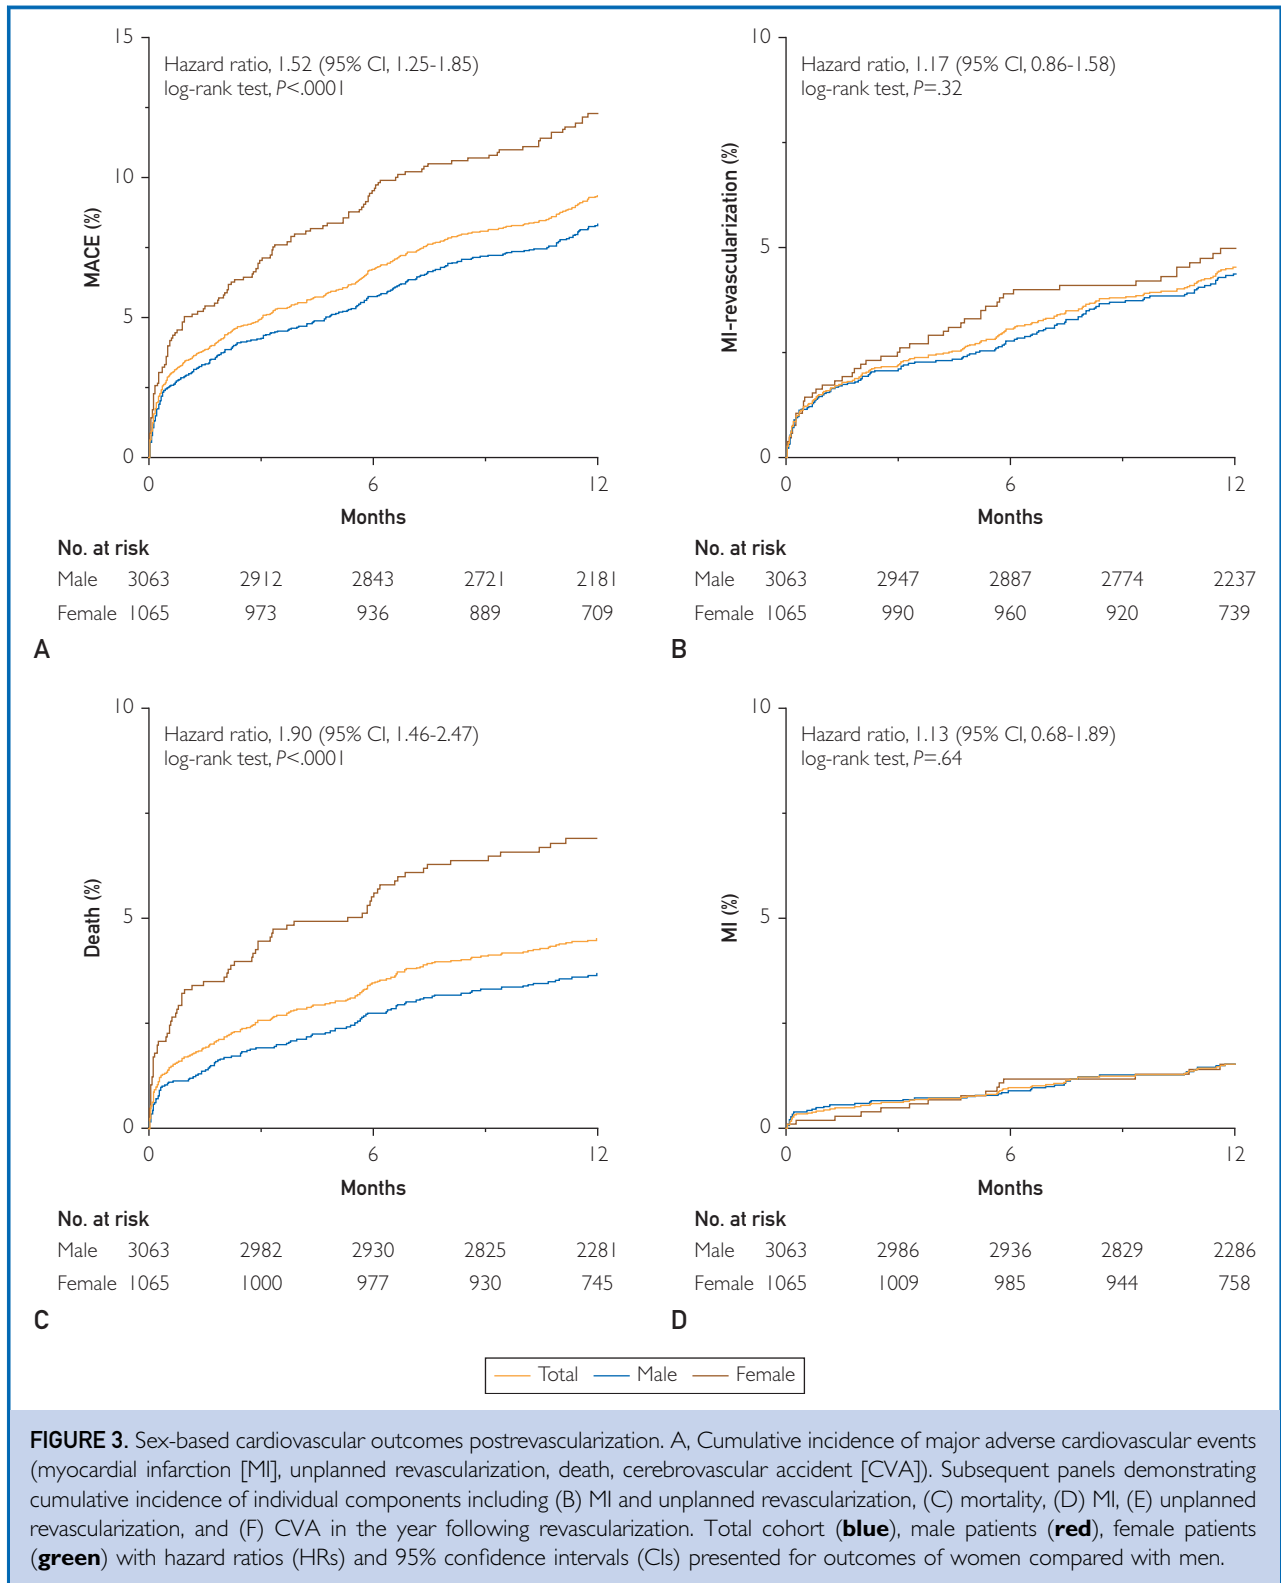 15
10
5
0
MACE (%)
Hazard ratio, 1.52 (95% CI, 1.25-1.85)
log-rank test, P<.0001
0 6 12
Months
No. at risk
Male 3063 2912 2843 2721 2181
Female 1065 973 936 889 709
A
10
5
0
MI-revascularization (%)
Hazard ratio, 1.17 (95% CI, 0.86-1.58)
log-rank test, P=.32
0 6 12
Months
No. at risk
Male 3063 2947 2887 2774 2237
Female 1065 990 960 920 739
B
10
5
0
Death (%)
Hazard ratio, 1.90 (95% CI, 1.46-2.47)
log-rank test, P<.0001
0 6 12
Months
No. at risk
Male 3063 2982 2930 2825 2281
Female 1065 1000 977 930 745
C
10
5
0
MI (%)
Hazard ratio, 1.13 (95% CI, 0.68-1.89)
log-rank test, P=.64
0 6 12
Months
No. at risk
Male 3063 2986 2936 2829 2286
Female 1065 1009 985 944 758
D
Total Male Female
FIGURE 3. Sex-based cardiovascular outcomes postrevascularization. A, Cumulative incidence of major adverse cardiovascular events
(myocardial infarction [MI], unplanned revascularization, death, cerebrovascular accident [CVA]). Subsequent panels demonstrating
cumulative incidence of individual components including (B) MI and unplanned revascularization, (C) mortality, (D) MI, (E) unplanned
revascularization, and (F) CVA in the year following revascularization. Total cohort (blue), male patients (red), female patients
(green) with hazard ratios (HRs) and 95% confidence intervals (CIs) presented for outcomes of women compared with men.